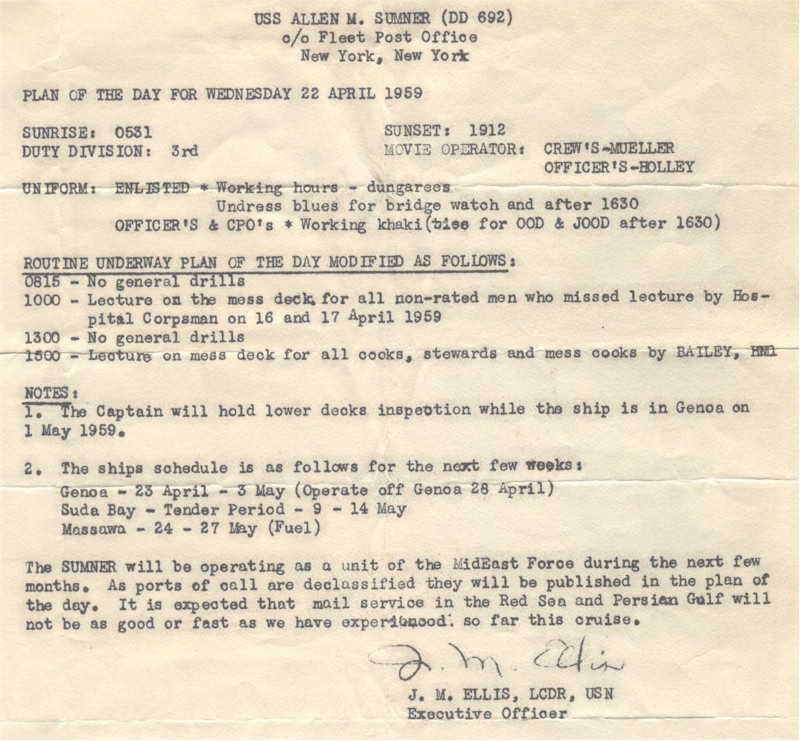 USS ALLEN M. SUMNER (DD 692)
c/o Fleet Post Office
New York, New York
PLAN OF THE DAY FOR WEDNESDAY 22 APRIL 1959
SUNRISE: 0531 SUNSET: 1912
DUTY DIVISION: 3rd MOVIE OPERATOR: CREW'S-MUELLER
OFFICER'S-HOLLEY
UNIFORM: ENLISTED * Working hours - dungarees
Undress blues for bridge watch and after 1630
OFFICER'S & CPO's * Working khaki(ties for OOD & JOOD after 1630)
ROUTINE UNDERWAY PLAN OF THE DAY MODIFIED AS FOLLOWS:
0815 - No general drills
1000 - Lecture on the mess deck for all non-rated men who missed lecture by Hos-
pital Corpsman on 16 and 17 April 1959
1300 - No general drills
1500 - Lecture on mess deck for all cooks, stewards and mess cooks by BAILEY, HM1
NOTES:
1. The Captain will hold lower decks inspection while the ship is in Genoa on
1 May 1959.
2. The ships schedule is as follows for the next few weeks:
Genoa - 23 April - 3 May (Operate off Genoa 28 April)
Suda Bay - Tender Period - 9 - 14 May
Massawa - 24 - 27 May (Fuel)
The SUMNER will be operating as a unit of the MidEast Force during the next few
months. As ports of call are declassified they will be published in the plan of
the day. It is expected that mail service in the Red Sea and Persian Gulf will
not be as good or fast as we have experienced so far this cruise.
J. M. Ellis
J. M. ELLIS, LCDR, USN
Executive Officer